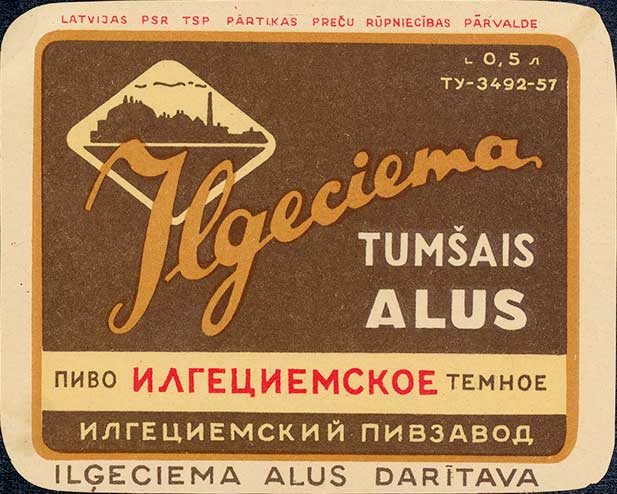 LATVIJAS PSR TSP PĀRTIKAS PREČU RŪPNIECĪBAS PĀRVALDE
L 0,5 л
ТУ-3492-57
Ilgeciema
TUMŠAIS
ALUS
ПИВО ИЛГЕЦИЕМСКОЕ ТЕМНОЕ
ИЛГЕЦИЕМСКИЙ ПИВЗАВОД
IĻĢECIEMA ALUS DARĪTAVA